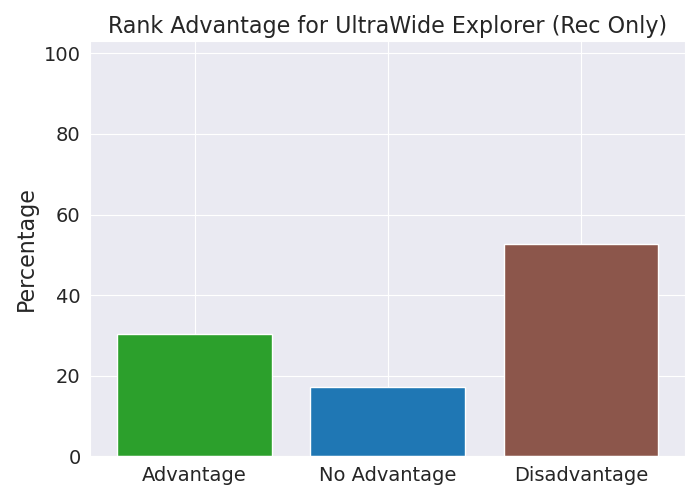 Rank Advantage for UltraWide Explorer (Rec Only)
Percentage
100
80
60
40
20
0
Advantage
No Advantage
Disadvantage